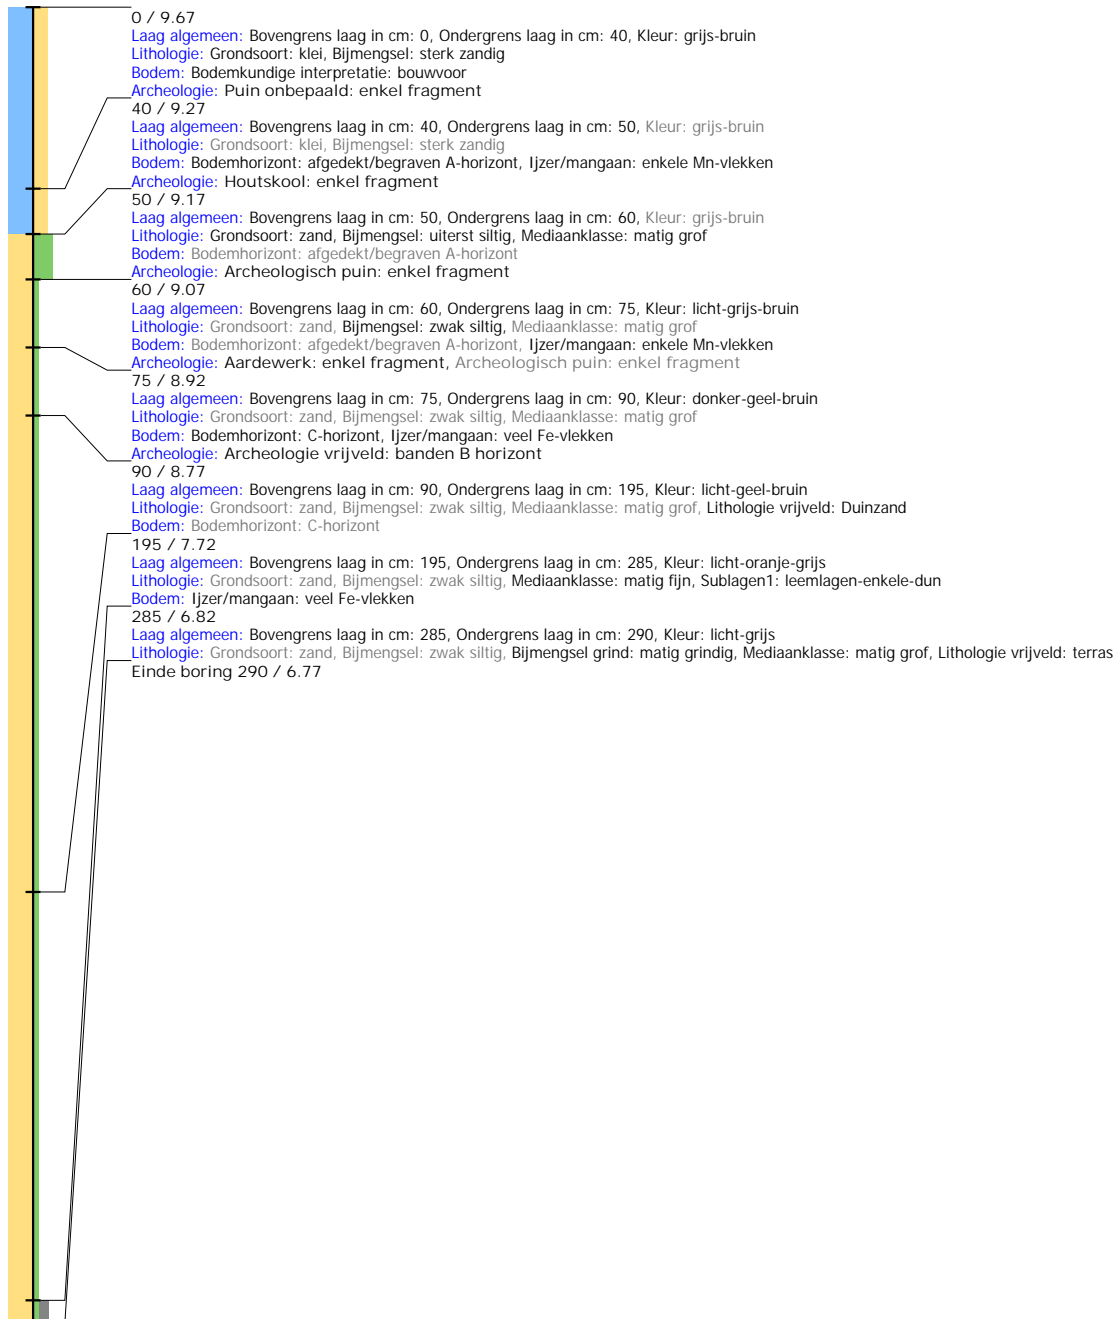 0 / 9.67
Laag algemeen: Bovengrens laag in cm: 0, Ondergrens laag in cm: 40, Kleur: grijs-bruin
Lithologie: Grondsoort: klei, Bijmengsel: sterk zandig
Bodem: Bodemkundige interpretatie: bouwvoor
Archeologie: Puin onbepaald: enkel fragment
40 / 9.27
Laag algemeen: Bovengrens laag in cm: 40, Ondergrens laag in cm: 50, Kleur: grijs-bruin
Lithologie: Grondsoort: klei, Bijmengsel: sterk zandig
Bodem: Bodemhorizont: afgedekt/begraven A-horizont, Ijzer/mangaan: enkele Mn-vlekken
Archeologie: Houtskool: enkel fragment
50 / 9.17
Laag algemeen: Bovengrens laag in cm: 50, Ondergrens laag in cm: 60, Kleur: grijs-bruin
Lithologie: Grondsoort: zand, Bijmengsel: uiterst siltig, Mediaanklasse: matig grof
Bodem: Bodemhorizont: afgedekt/begraven A-horizont
Archeologie: Archeologisch puin: enkel fragment
60 / 9.07
Laag algemeen: Bovengrens laag in cm: 60, Ondergrens laag in cm: 75, Kleur: licht-grijs-bruin
Lithologie: Grondsoort: zand, Bijmengsel: zwak siltig, Mediaanklasse: matig grof
Bodem: Bodemhorizont: afgedekt/begraven A-horizont, Ijzer/mangaan: enkele Mn-vlekken
Archeologie: Aardewerk: enkel fragment, Archeologisch puin: enkel fragment
75 / 8.92
Laag algemeen: Bovengrens laag in cm: 75, Ondergrens laag in cm: 90, Kleur: donker-geel-bruin
Lithologie: Grondsoort: zand, Bijmengsel: zwak siltig, Mediaanklasse: matig grof
Bodem: Bodemhorizont: C-horizont, Ijzer/mangaan: veel Fe-vlekken
Archeologie: Archeologie vrijveld: banden B horizont
90 / 8.77
Laag algemeen: Bovengrens laag in cm: 90, Ondergrens laag in cm: 195, Kleur: licht-geel-bruin
Lithologie: Grondsoort: zand, Bijmengsel: zwak siltig, Mediaanklasse: matig grof, Lithologie vrijveld: Duinzand
Bodem: Bodemhorizont: C-horizont
195 / 7.72
Laag algemeen: Bovengrens laag in cm: 195, Ondergrens laag in cm: 285, Kleur: licht-oranje-grijs
Lithologie: Grondsoort: zand, Bijmengsel: zwak siltig, Mediaanklasse: matig fijn, Sublagen1: leemlagen-enkele-dun
Bodem: Ijzer/mangaan: veel Fe-vlekken
285 / 6.82
Laag algemeen: Bovengrens laag in cm: 285, Ondergrens laag in cm: 290, Kleur: licht-grijs
Lithologie: Grondsoort: zand, Bijmengsel: zwak siltig, Bijmengsel grind: matig grindig, Mediaanklasse: matig grof, Lithologie vrijveld: terras
Einde boring 290 / 6.77